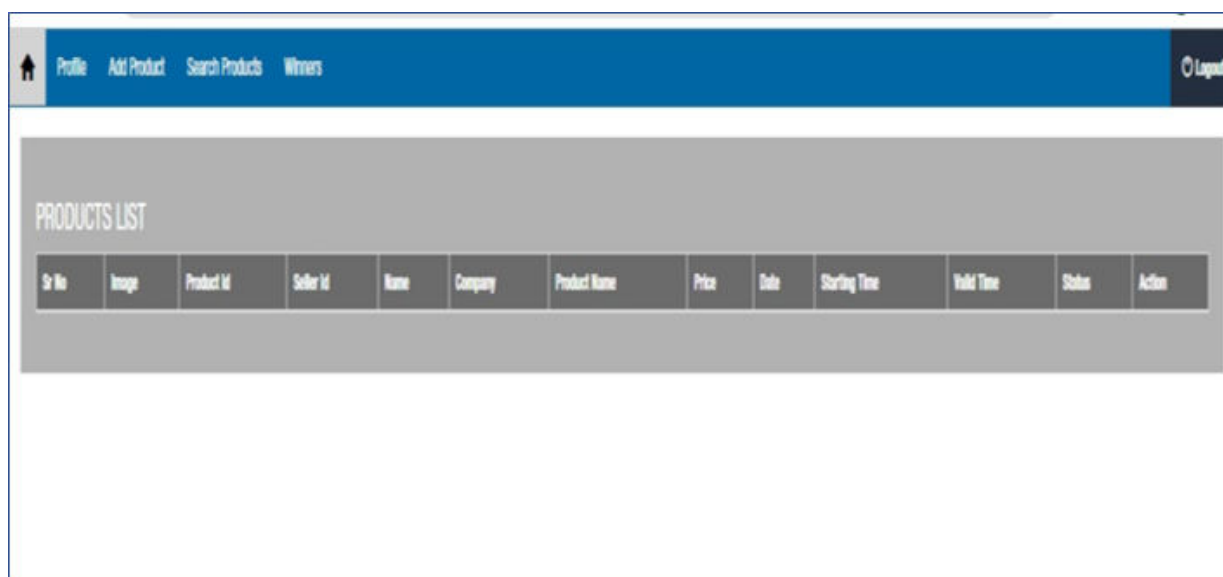 Profile Add Product Search Products Winners Logout
PRODUCTS LIST
Sr No Image Product Id Seller Id Name Company Product Name Price Date Starting Time Valid Time Status Action